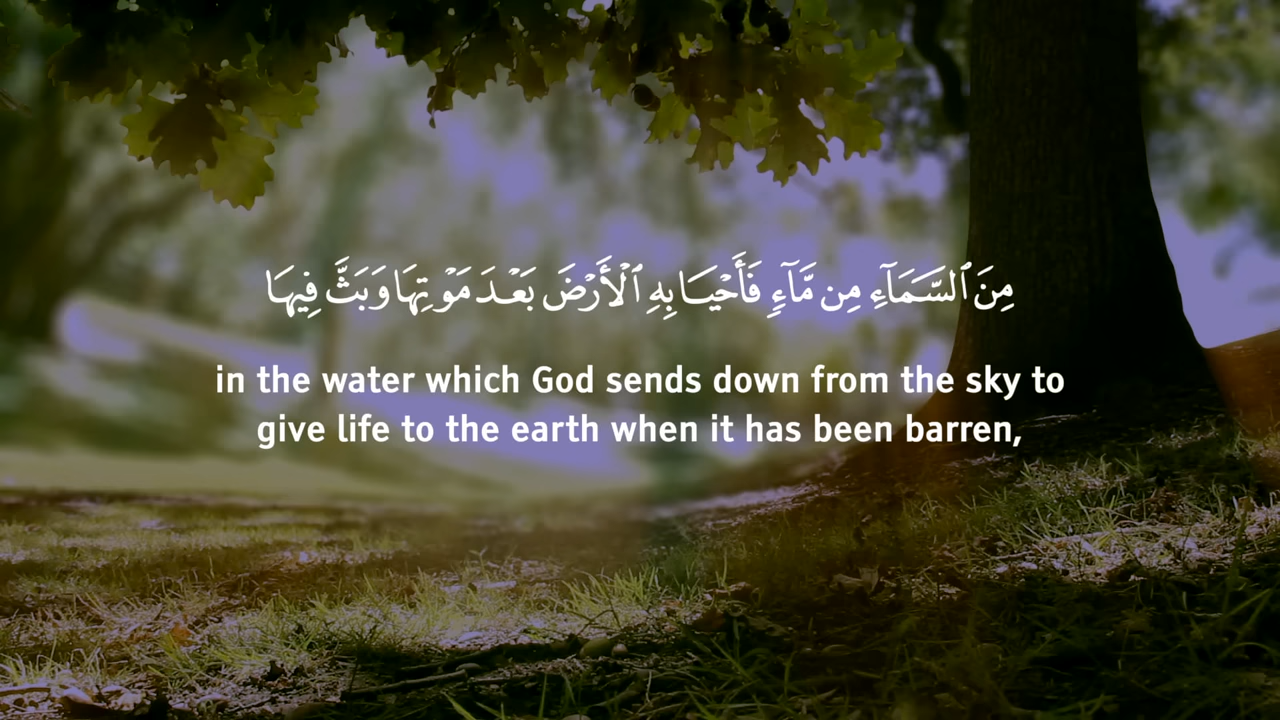 مِنَ ٱلسَّمَآءِ مِن مَّآءٍ فَأَحْيَا بِهِ ٱلْأَرْضَ بَعْدَ مَوْتِهَا وَبَثَّ فِيهَا
in the water which God sends down from the sky to
give life to the earth when it has been barren,